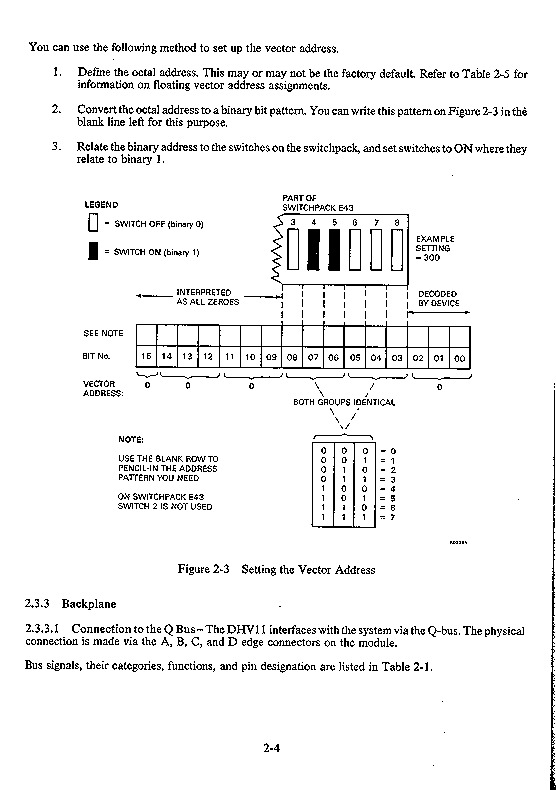 You can use the following method to set up the vector address.
1. Define the octal address. This may or may not be the factory default. Refer to Table 2-5 for
information on floating vector address assignments.
2. Convert the octal address to a binary bit pattern. You can write this pattern on Figure 2-3 in the
blank line left for this purpose.
3. Relate the binary address to the switches on the switchpack, and set switches to ON where they
relate to binary 1.
LEGEND
= SWITCH OFF (binary 0)
= SWITCH ON (binary 1)
PART OF
SWITCHPACK E43
3 4 5 6 7 8
EXAMPLE
SETTING
= 300
INTERPRETED
AS ALL ZEROES
DECODED
BY DEVICE
SEE NOTE
BIT No. 15 14 13 12 11 10 09 08 07 06 05 04 03 02 01 00
VECTOR
ADDRESS:
0 0 0 0
BOTH GROUPS IDENTICAL
NOTE:
USE THE BLANK ROW TO
PENCIL-IN THE ADDRESS
PATTERN YOU NEED
ON SWITCHPACK E43
SWITCH 2 IS NOT USED
0 0 0 = 0
0 0 1 = 1
0 1 0 = 2
0 1 1 = 3
1 0 0 = 4
1 0 1 = 5
1 1 0 = 6
1 1 1 = 7
Figure 2-3 Setting the Vector Address
2.3.3 Backplane
2.3.3.1 Connection to the Q Bus – The DHV11 interfaces with the system via the Q-bus. The physical
connection is made via the A, B, C, and D edge connectors on the module.
Bus signals, their categories, functions, and pin designation are listed in Table 2-1.
2-4